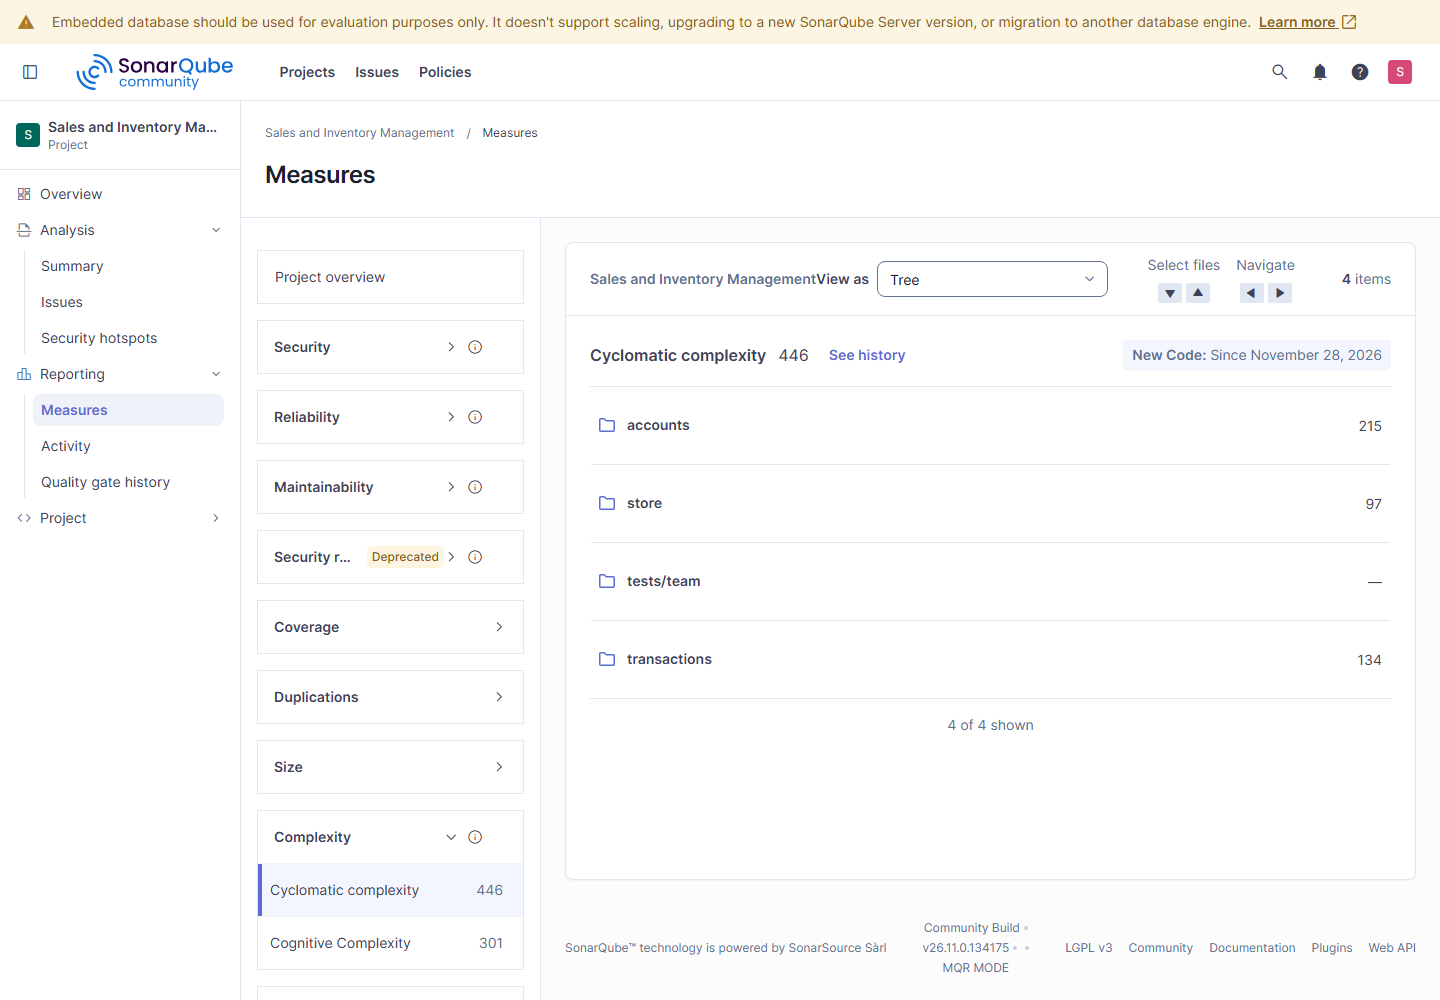 Embedded database should be used for evaluation purposes only. It doesn't support scaling, upgrading to a new SonarQube Server version, or migration to another database engine. Learn more
SonarQube community
Projects Issues Policies
S
S
Sales and Inventory Ma...
Project
Overview
Analysis
Summary
Issues
Security hotspots
Reporting
Measures
Activity
Quality gate history
Project
Sales and Inventory Management / Measures
Measures
Project overview
Security
Reliability
Maintainability
Security r... Deprecated
Coverage
Duplications
Size
Complexity
Cyclomatic complexity 446
Cognitive Complexity 301
Sales and Inventory Management View as Tree
Select files Navigate
4 items
Cyclomatic complexity 446 See history
New Code: Since November 28, 2026
accounts 215
store 97
tests/team —
transactions 134
4 of 4 shown
SonarQube™ technology is powered by SonarSource Sàrl
Community Build •
v26.11.0.134175 • •
MQR MODE
LGPL v3 Community Documentation Plugins Web API